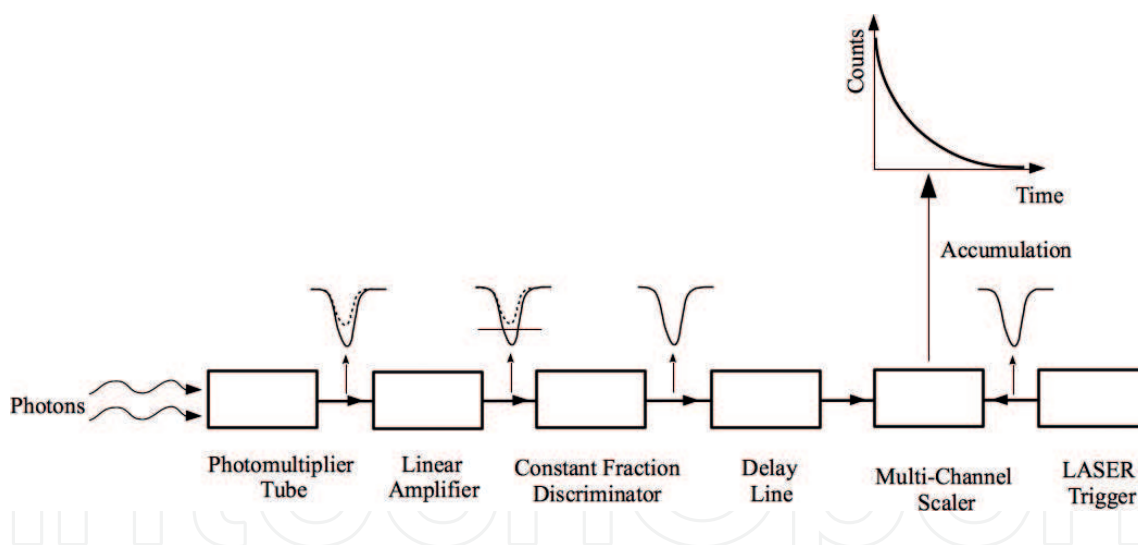 Counts
Time
Accumulation
Photons
Photomultiplier
Tube
Linear
Amplifier
Constant Fraction
Discriminator
Delay
Line
Multi-Channel
Scaler
LASER
Trigger